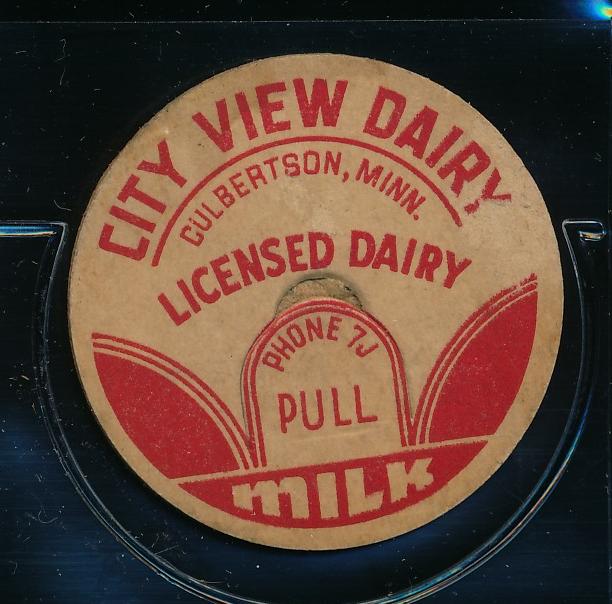 CITY VIEW DAIRY
CULBERTSON, MINN.
LICENSED DAIRY
PHONE 7J
PULL
MILK